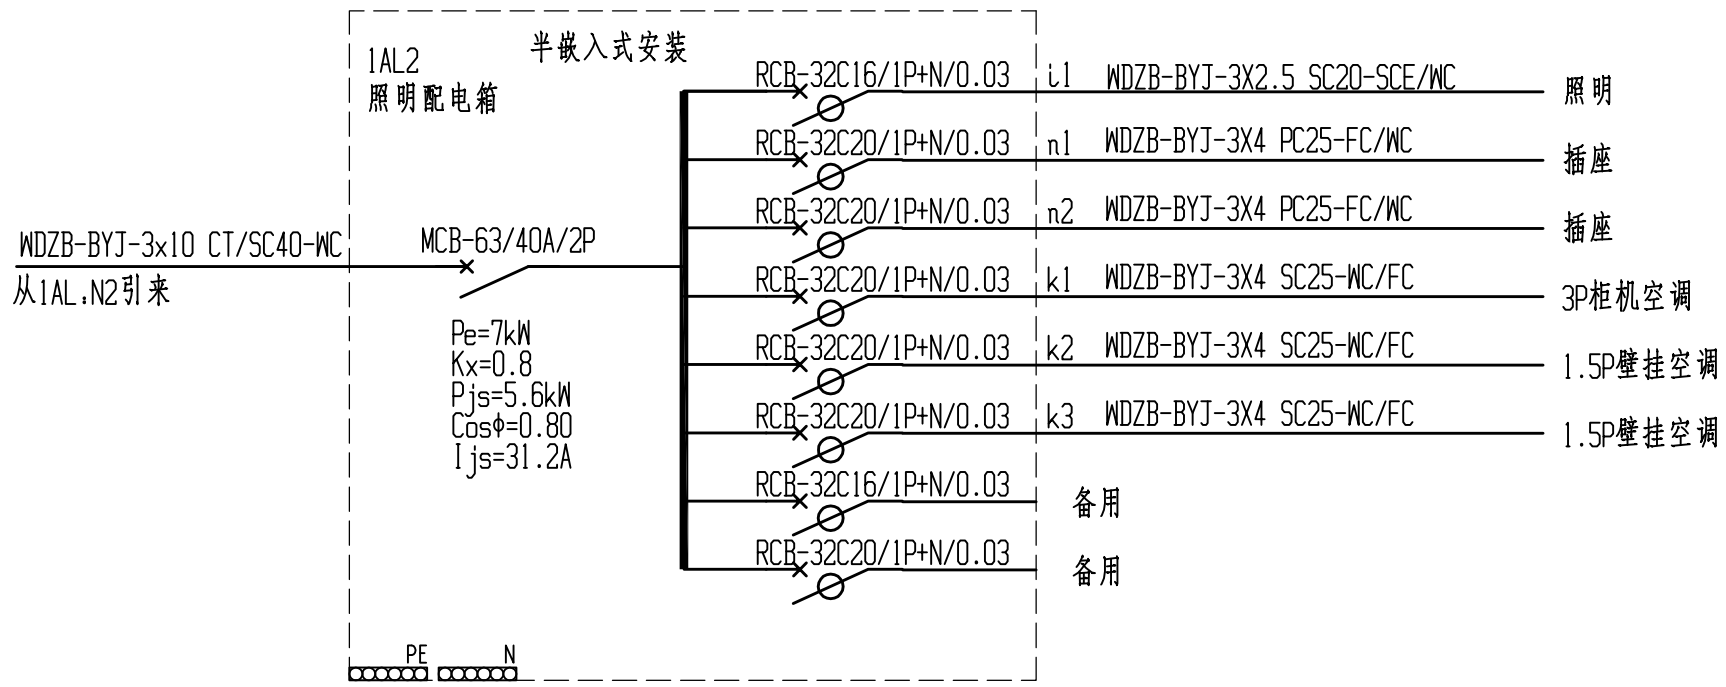 1AL2
照明配电箱
半嵌入式安装
WDZB-BYJ-3x10 CT/SC40-WC
从1AL.N2引来
MCB-63/40A/2P
Pe=7kW
Kx=0.8
Pjs=5.6kW
Cosφ=0.80
Ijs=31.2A
RCB-32C16/1P+N/0.03 i1 WDZB-BYJ-3X2.5 SC20-SCE/WC 照明
RCB-32C20/1P+N/0.03 n1 WDZB-BYJ-3X4 PC25-FC/WC 插座
RCB-32C20/1P+N/0.03 n2 WDZB-BYJ-3X4 PC25-FC/WC 插座
RCB-32C20/1P+N/0.03 k1 WDZB-BYJ-3X4 SC25-WC/FC 3P柜机空调
RCB-32C20/1P+N/0.03 k2 WDZB-BYJ-3X4 SC25-WC/FC 1.5P壁挂空调
RCB-32C20/1P+N/0.03 k3 WDZB-BYJ-3X4 SC25-WC/FC 1.5P壁挂空调
RCB-32C16/1P+N/0.03 备用
RCB-32C20/1P+N/0.03 备用
PE N